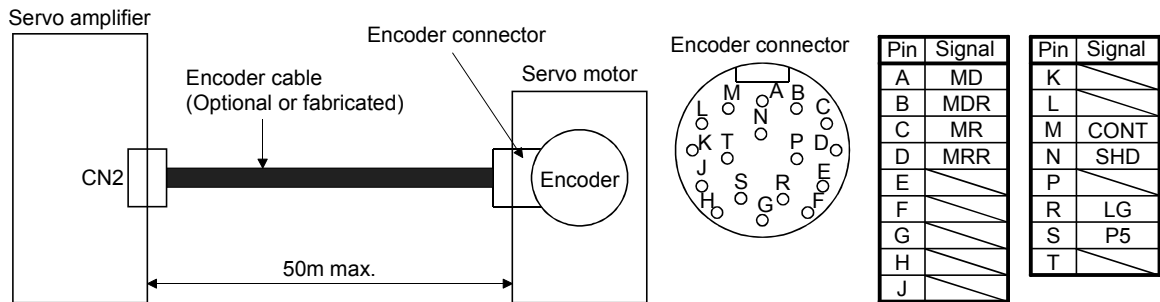 Servo amplifier
Encoder connector
Encoder cable
(Optional or fabricated)
Servo motor
CN2
Encoder
50m max.
Encoder connector
M A B
L N C
K T P D
J S R E
H G F
Pin Signal
A MD
B MDR
C MR
D MRR
E
F
G
H
J
Pin Signal
K
L
M CONT
N SHD
P
R LG
S P5
T